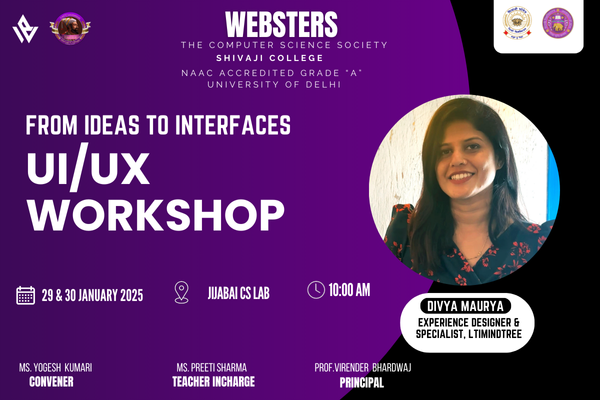 WEBSTERS
THE COMPUTER SCIENCE SOCIETY
SHIVAJI COLLEGE
NAAC ACCREDITED GRADE "A"
UNIVERSITY OF DELHI
FROM IDEAS TO INTERFACES
UI/UX
WORKSHOP
29 & 30 JANUARY 2025
JIJABAI CS LAB
10:00 AM
DIVYA MAURYA
EXPERIENCE DESIGNER &
SPECIALIST, LTIMINDTREE
MS. YOGESH KUMARI
CONVENER
MS. PREETI SHARMA
TEACHER INCHARGE
PROF.VIRENDER BHARDWAJ
PRINCIPAL